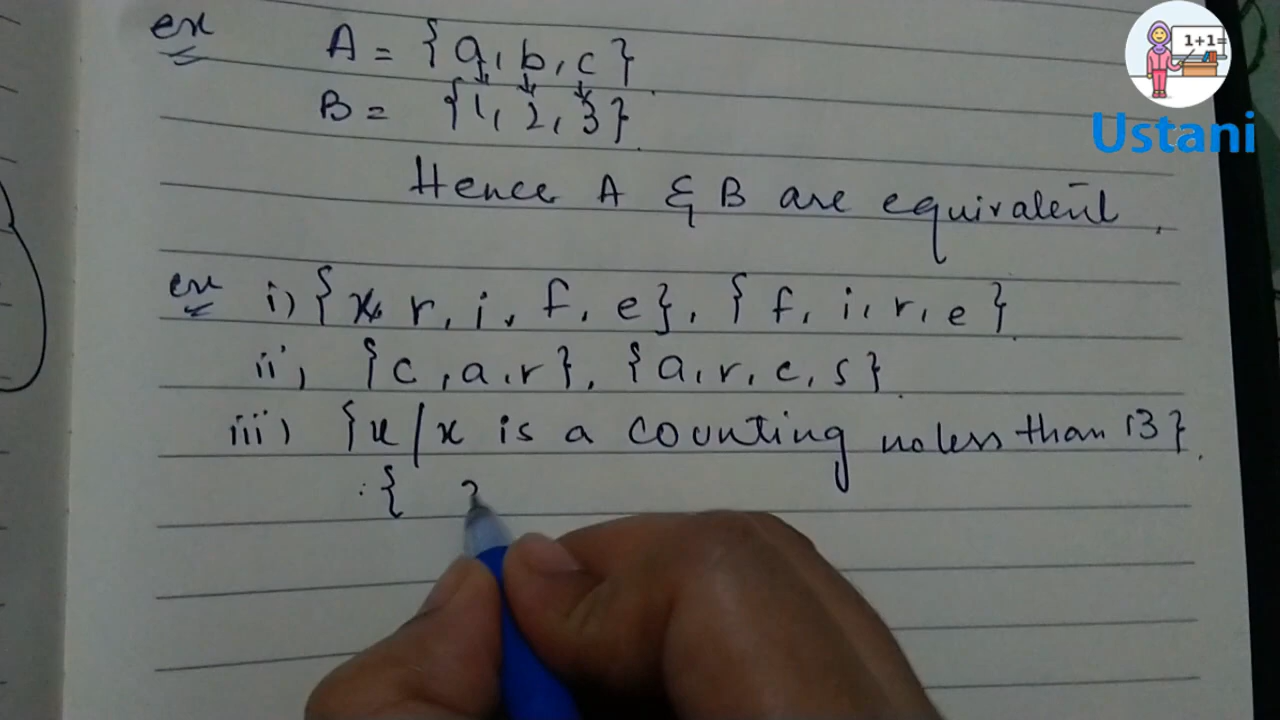 ex A = {a, b, c}
B = {1, 2, 3}
Hence A & B are equivalent.
ex i) {r, i, f, e}, {f, i, r, e}
ii, {c, a, r}, {a, r, c, s}
iii) {x/x is a counting no less than 13}
{
1+1=
Ustani